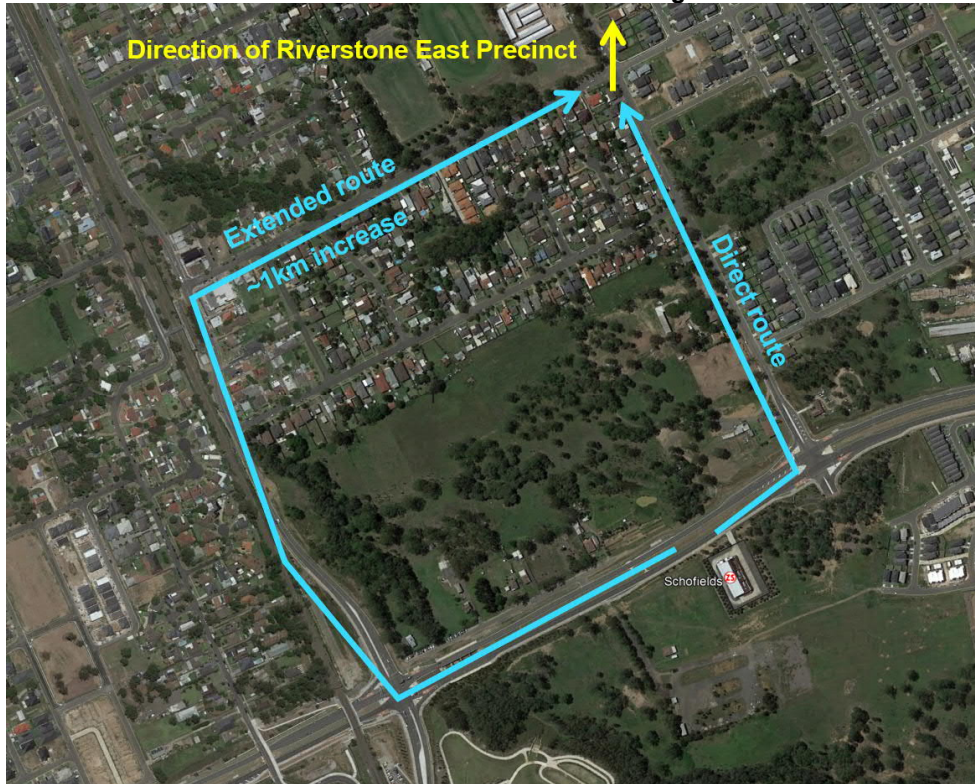 Direction of Riverstone East Precinct
Extended route
~1km increase
Direct route
Schofields